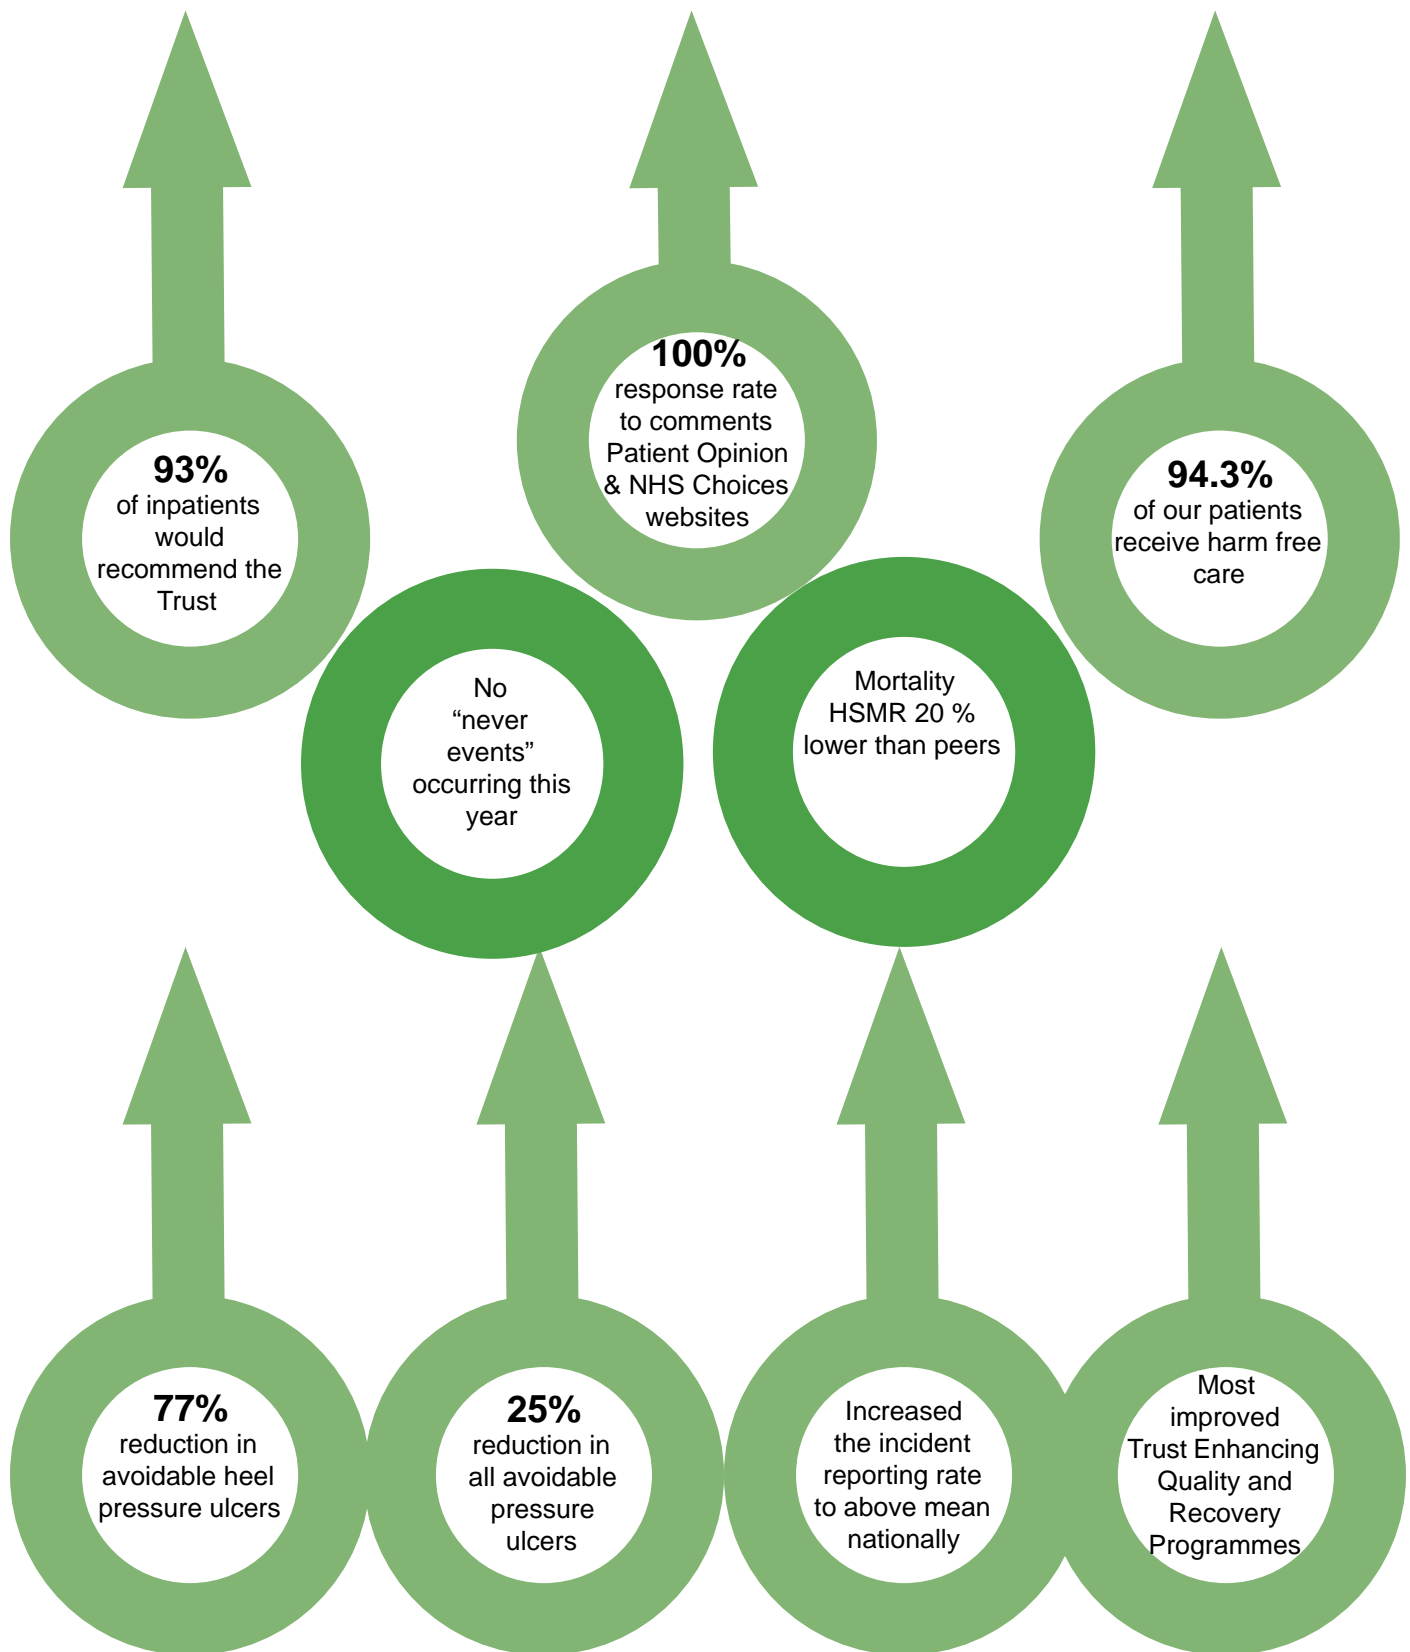 100%
response rate
to comments
Patient Opinion
& NHS Choices
websites
93%
of inpatients
would
recommend the
Trust
94.3%
of our patients
receive harm free
care
No
“never
events”
occurring this
year
Mortality
HSMR 20 %
lower than peers
77%
reduction in
avoidable heel
pressure ulcers
25%
reduction in
all avoidable
pressure
ulcers
Increased
the incident
reporting rate
to above mean
nationally
Most
improved
Trust Enhancing
Quality and
Recovery
Programmes